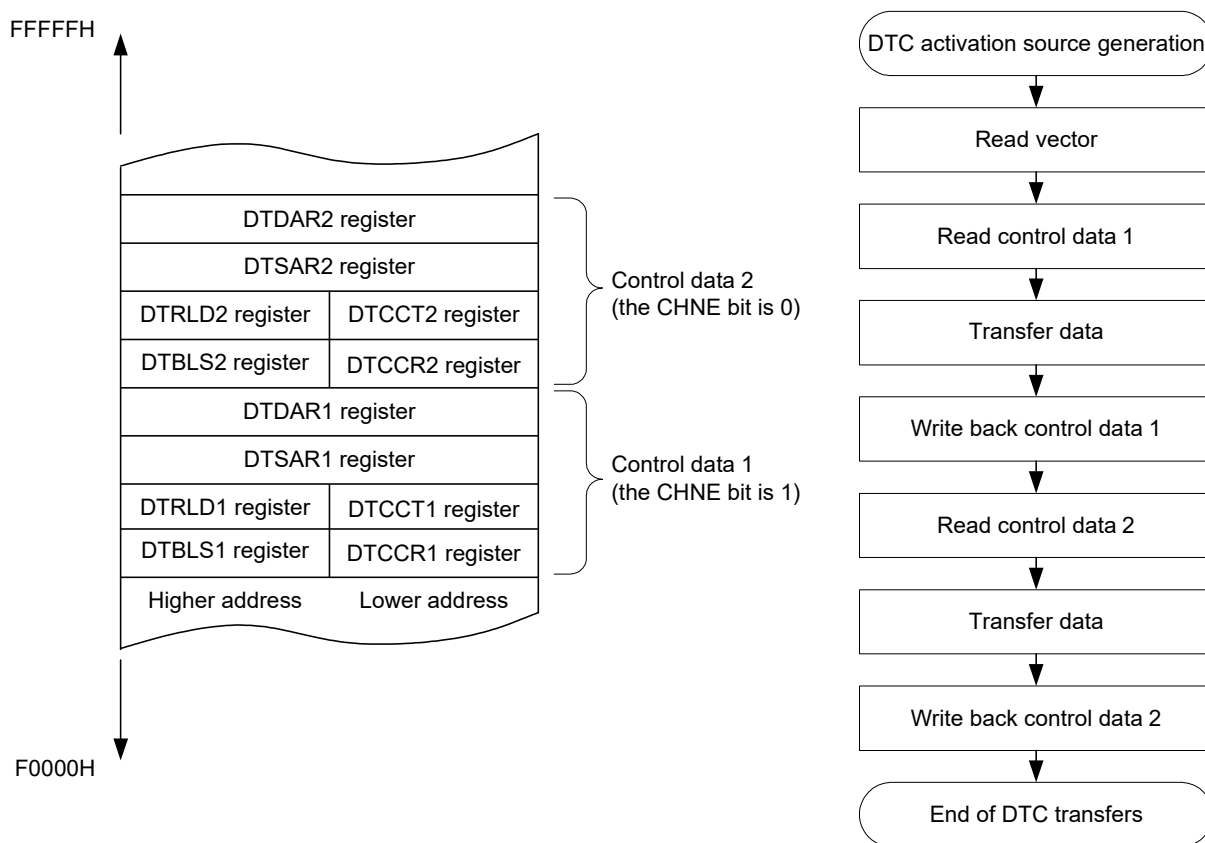 FFFFFH
DTDAR2 register
DTSAR2 register
DTRLD2 register DTCCT2 register
DTBLS2 register DTCCR2 register
DTDAR1 register
DTSAR1 register
DTRLD1 register DTCCT1 register
DTBLS1 register DTCCR1 register
Higher address Lower address
F0000H
Control data 2
(the CHNE bit is 0)
Control data 1
(the CHNE bit is 1)
DTC activation source generation
Read vector
Read control data 1
Transfer data
Write back control data 1
Read control data 2
Transfer data
Write back control data 2
End of DTC transfers